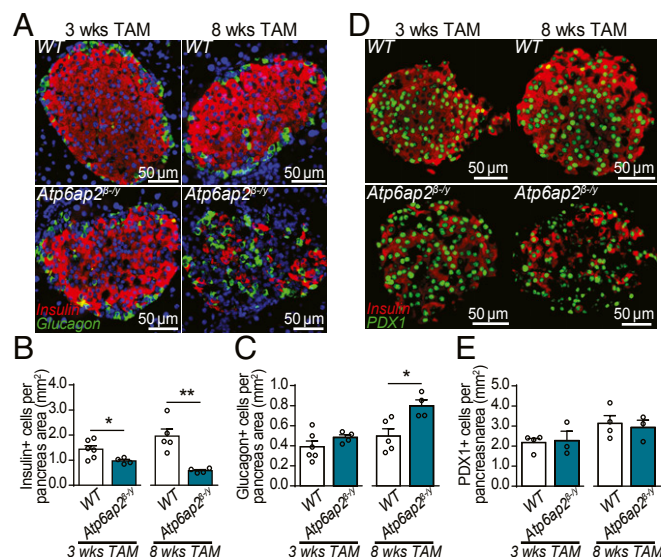 A
3 wks TAM 8 wks TAM
WT WT
50 µm 50 µm
Atp6ap2β-/y Atp6ap2β-/y
Insulin
Glucagon
50 µm 50 µm
D
3 wks TAM 8 wks TAM
WT WT
50 µm 50 µm
Atp6ap2β-/y Atp6ap2β-/y
Insulin
PDX1
50 µm 50 µm
B
Insulin+ cells per
pancreas area (mm2)
4.0
3.0
2.0
1.0
0.0
* **
WT Atp6ap2β-/y WT Atp6ap2β-/y
3 wks TAM 8 wks TAM
C
Glucagon+ cells per
pancreas area (mm2)
1.0
0.8
0.6
0.4
0.2
0.0
*
WT Atp6ap2β-/y WT Atp6ap2β-/y
3 wks TAM 8 wks TAM
E
PDX1+ cells per
pancreasnarea (mm2)
5.0
4.0
3.0
2.0
1.0
0.0
WT Atp6ap2β-/y WT Atp6ap2β-/y
3 wks TAM 8 wks TAM